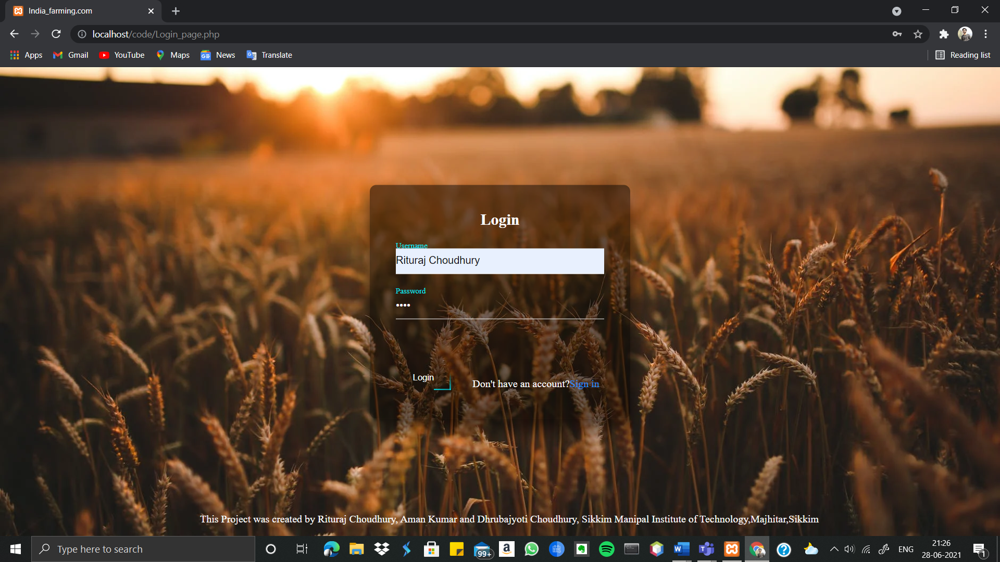 India_farming.com
localhost/code/Login_page.php
Apps Gmail YouTube Maps News Translate Reading list
Login
Username
Rituraj Choudhury
Password
••••
Login
Don't have an account?Sign in
This Project was created by Rituraj Choudhury, Aman Kumar and Dhrubajyoti Choudhury, Sikkim Manipal Institute of Technology,Majhitar,Sikkim
Type here to search
99+
ENG
21:26
28-06-2021
1